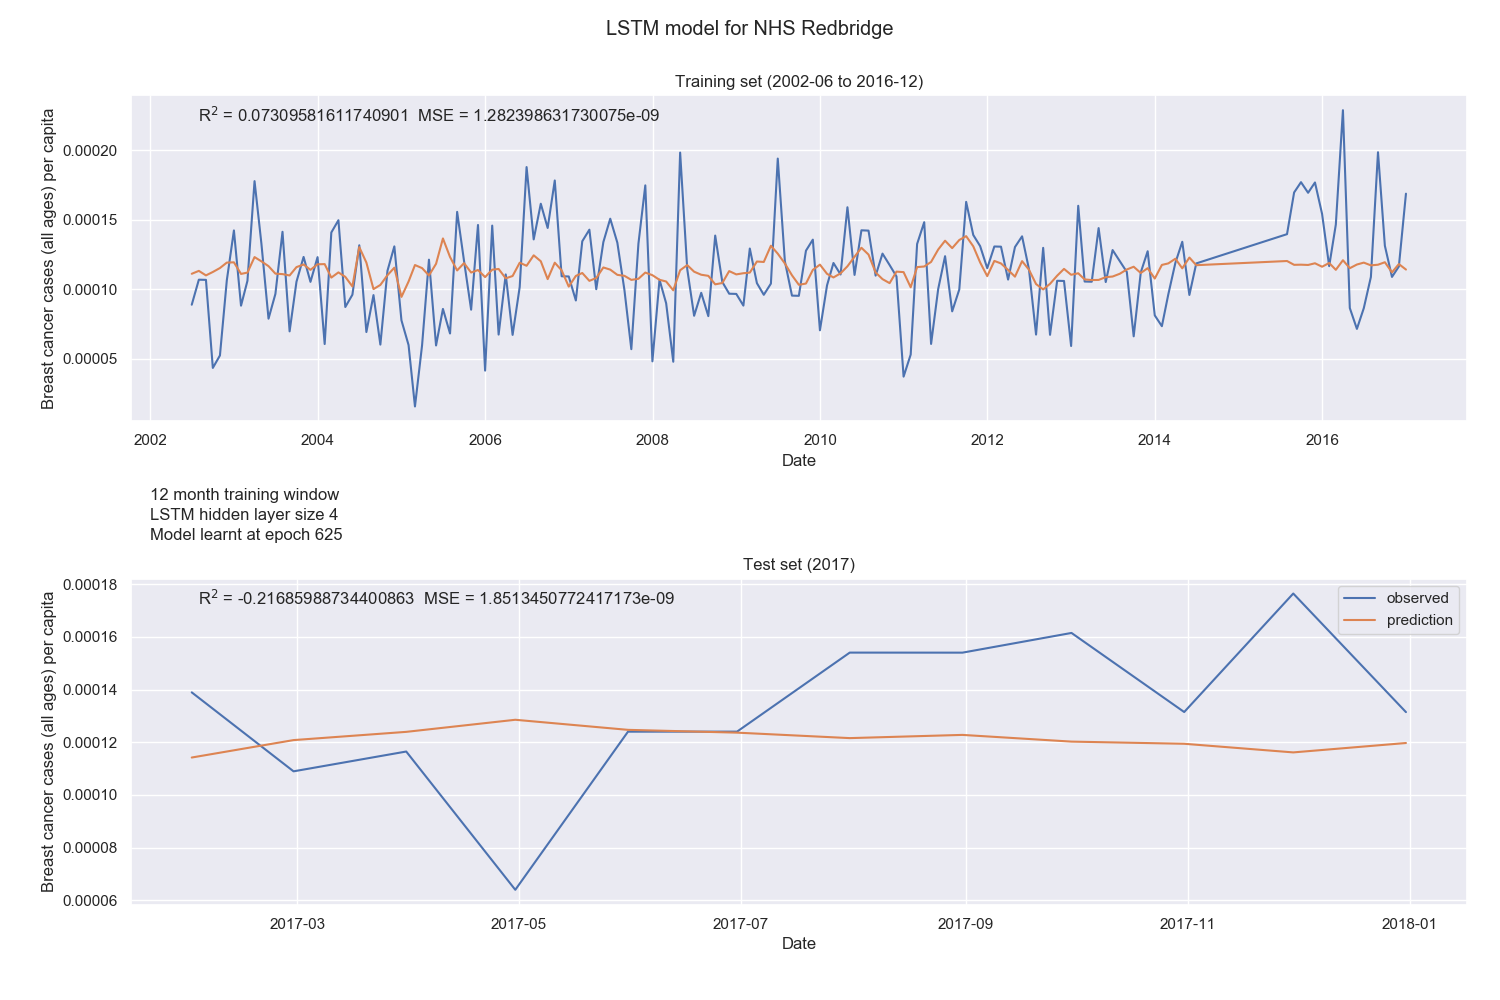 LSTM model for NHS Redbridge
Training set (2002-06 to 2016-12)
R² = 0.07309581611740901 MSE = 1.282398631730075e-09
Breast cancer cases (all ages) per capita
0.00020
0.00015
0.00010
0.00005
2002 2004 2006 2008 2010 2012 2014 2016
Date
12 month training window
LSTM hidden layer size 4
Model learnt at epoch 625
Test set (2017)
R² = -0.21685988734400863 MSE = 1.8513450772417173e-09
observed
prediction
Breast cancer cases (all ages) per capita
0.00018
0.00016
0.00014
0.00012
0.00010
0.00008
0.00006
2017-03 2017-05 2017-07 2017-09 2017-11 2018-01
Date